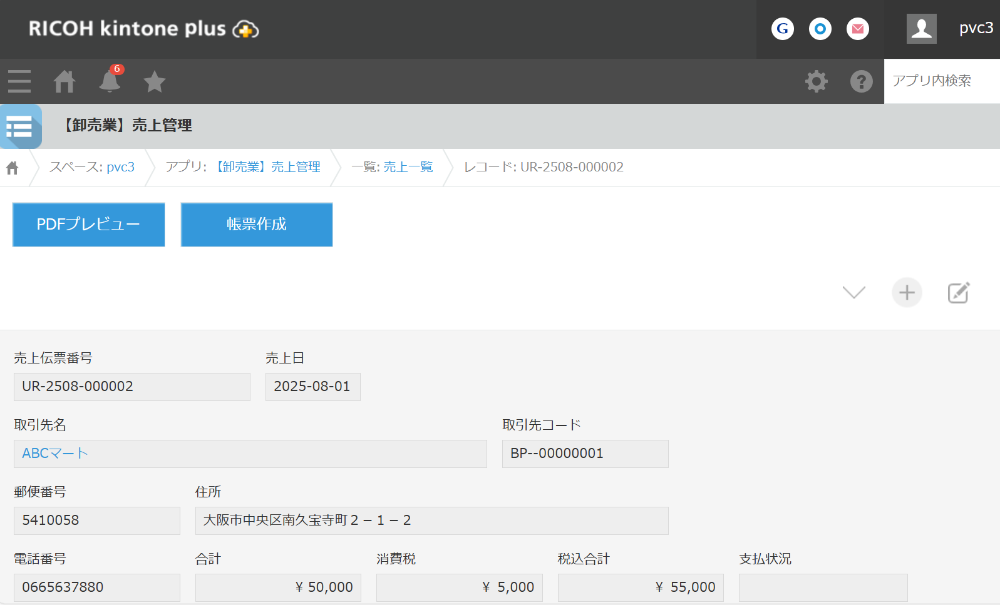 RICOH kintone plus
G
pvc3
6
?
アプリ内検索
【卸売業】売上管理
スペース: pvc3
アプリ: 【卸売業】売上管理
一覧: 売上一覧
レコード: UR-2508-000002
PDFプレビュー
帳票作成
売上伝票番号
売上日
UR-2508-000002
2025-08-01
取引先名
取引先コード
ABCマート
BP--00000001
郵便番号
住所
5410058
大阪市中央区南久宝寺町２－１－２
電話番号
合計
消費税
税込合計
支払状況
0665637880
¥ 50,000
¥ 5,000
¥ 55,000